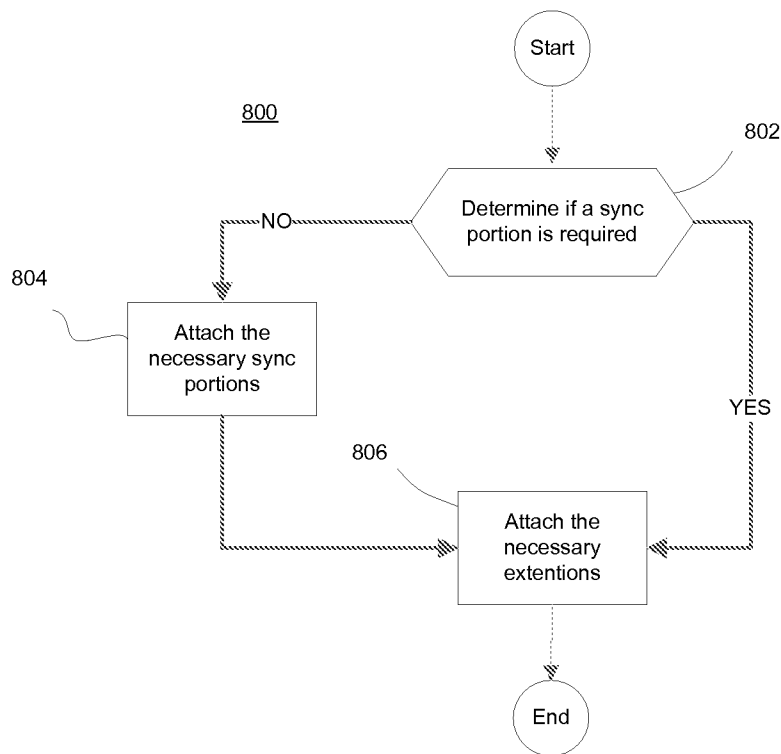 Start
800
802
Determine if a sync
portion is required
NO
804
Attach the
necessary sync
portions
YES
806
Attach the
necessary
extentions
End